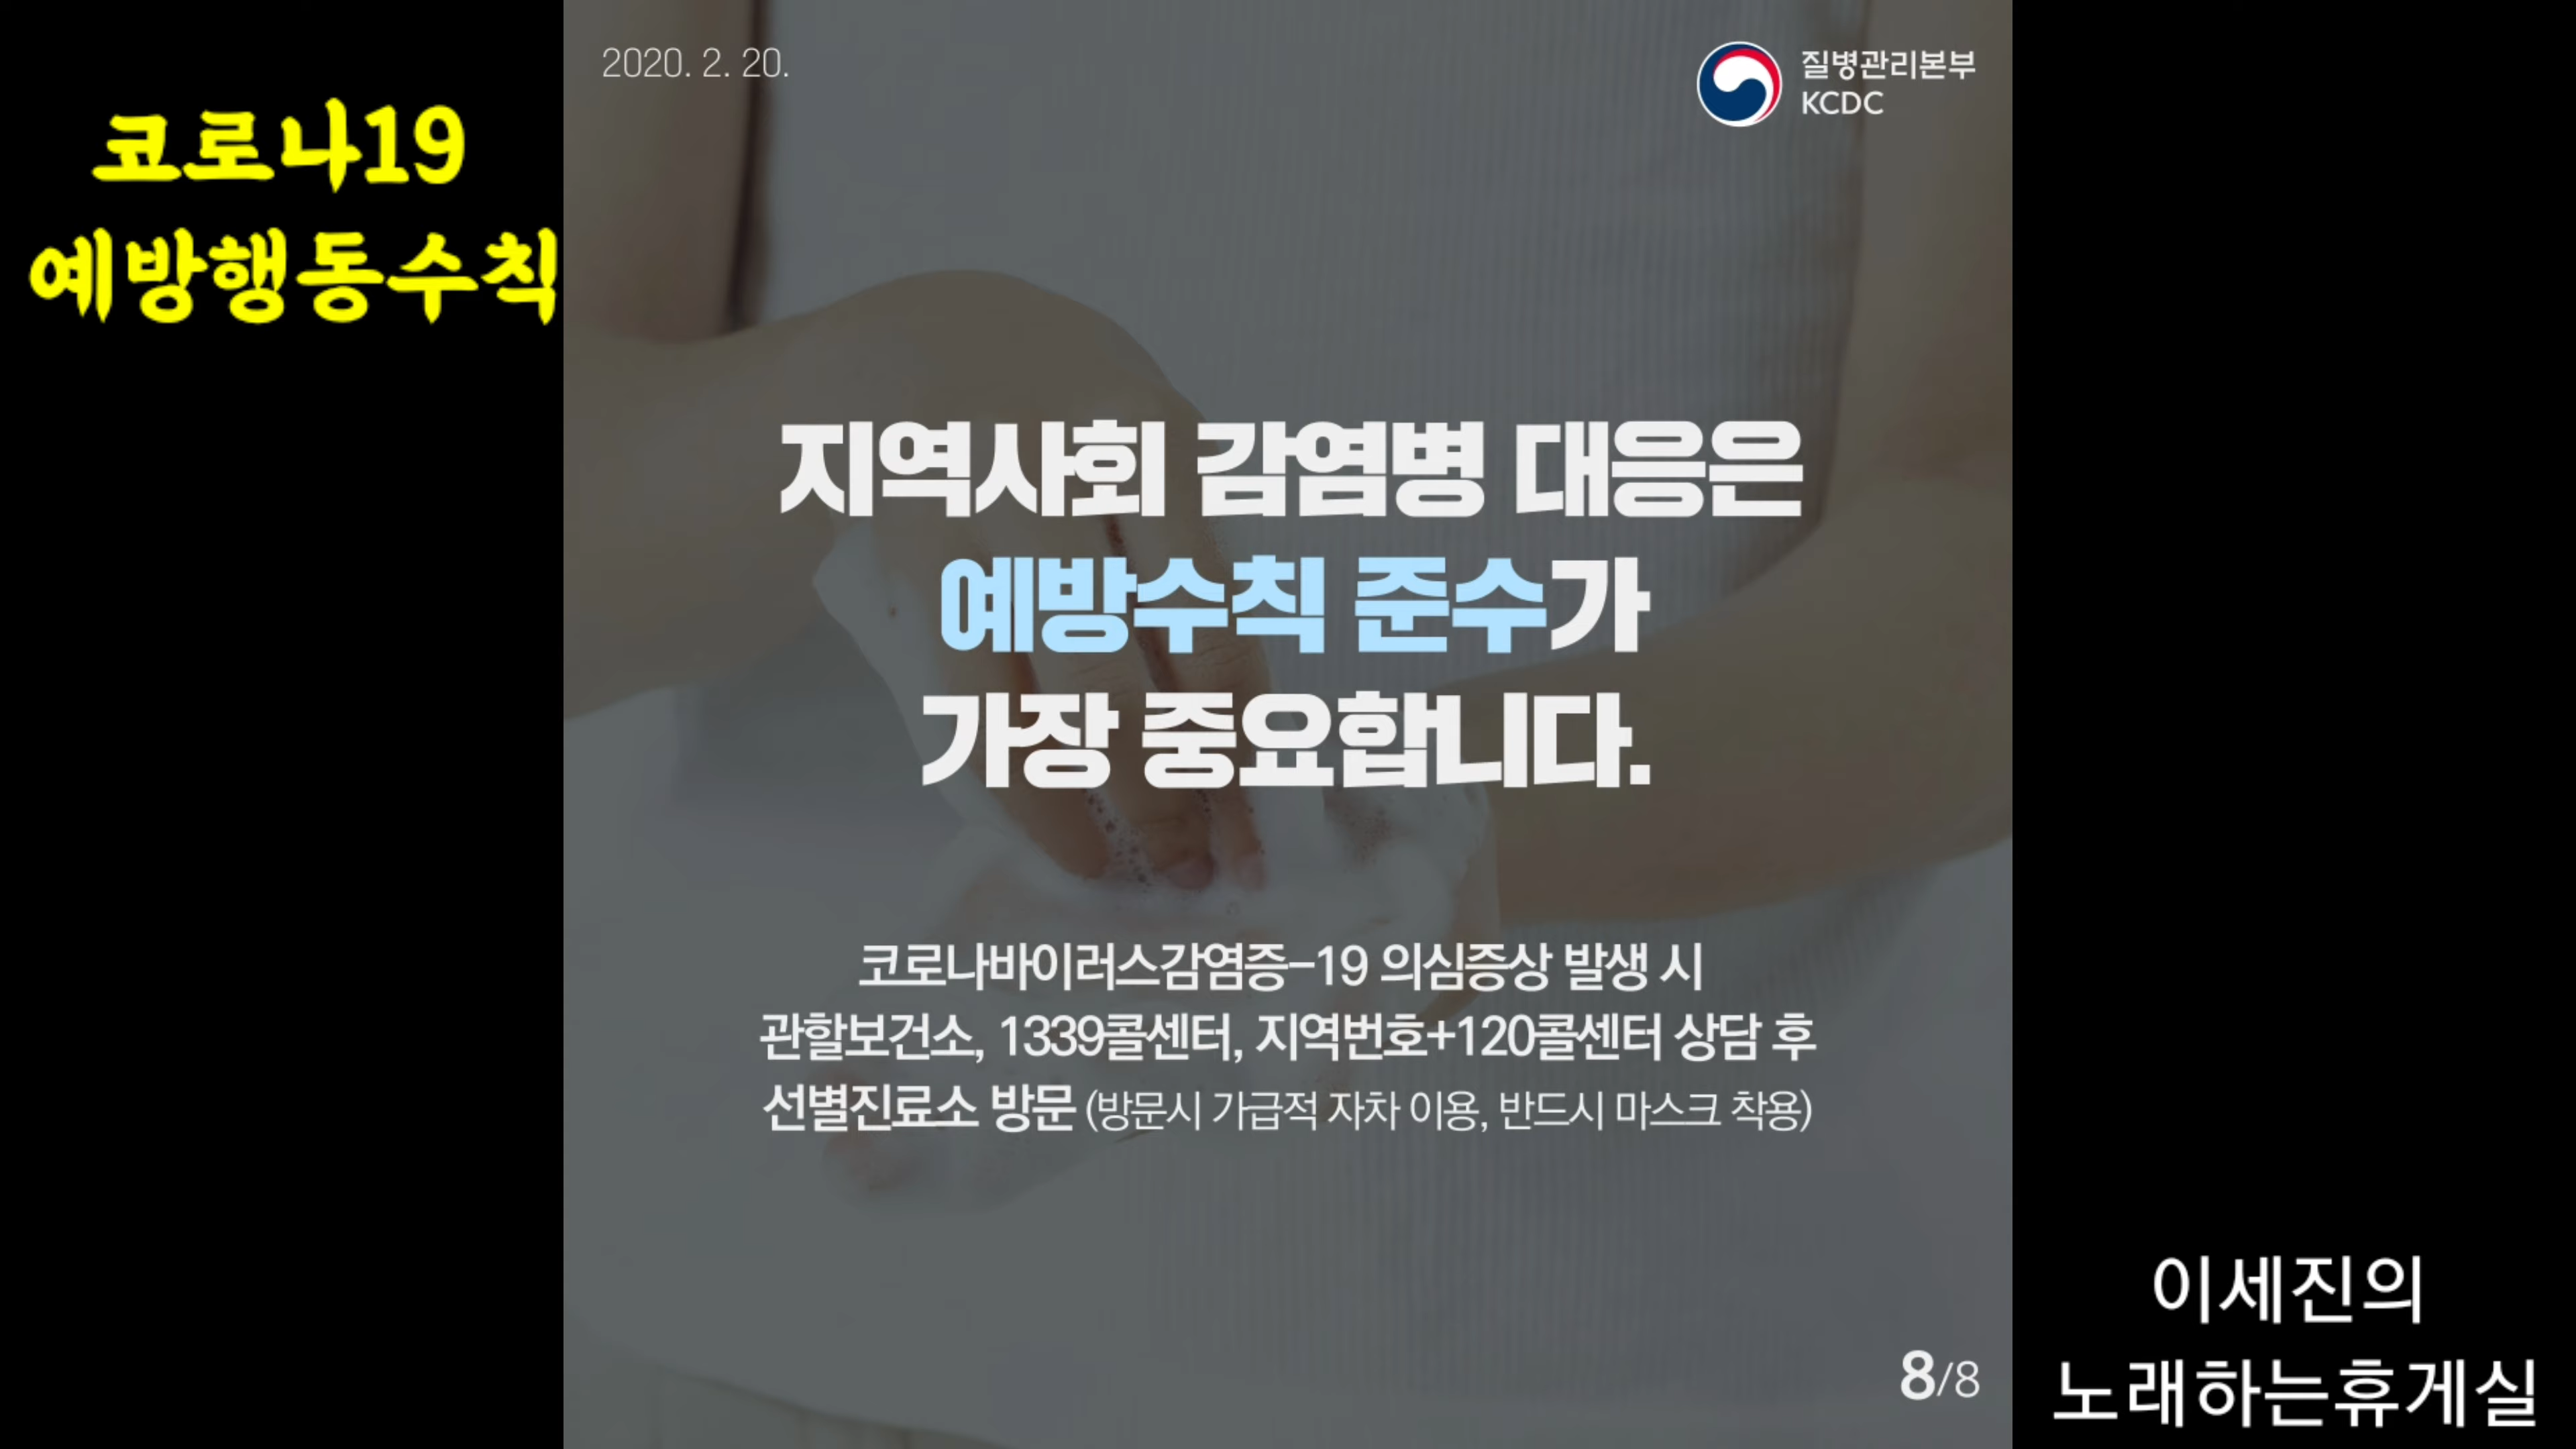 코로나19
예방행동수칙
2020. 2. 20.
질병관리본부
KCDC
지역사회 감염병 대응은
예방수칙 준수가
가장 중요합니다.
코로나바이러스감염증-19 의심증상 발생 시
관할보건소, 1339콜센터, 지역번호+120콜센터 상담 후
선별진료소 방문 (방문시 가급적 자차 이용, 반드시 마스크 착용)
8/8
이세진의
노래하는휴게실